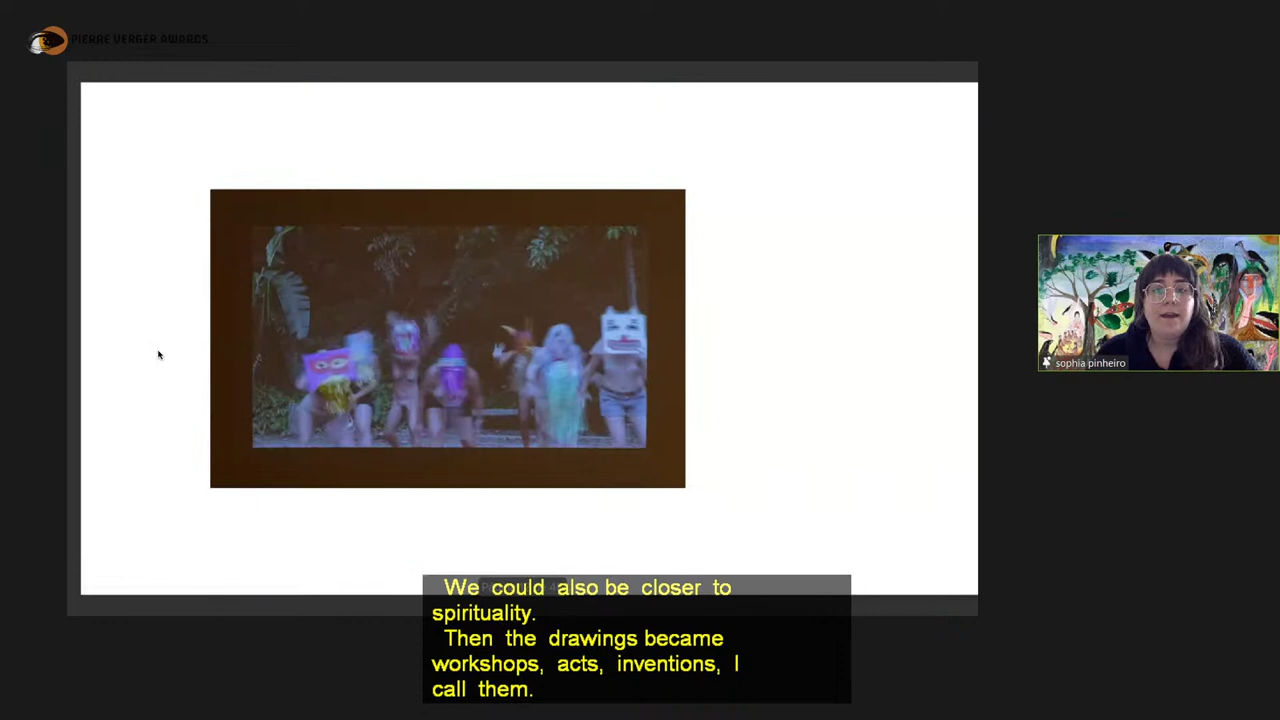 PIERRE VERGER AWARDS
sophia pinheiro
We could also be closer to
spirituality.
Then the drawings became
workshops, acts, inventions, I
call them.